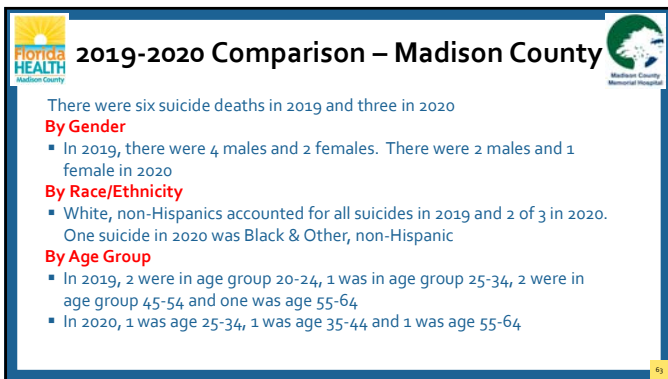 Florida
HEALTH
Madison County
2019-2020 Comparison – Madison County
Madison County
Memorial Hospital
There were six suicide deaths in 2019 and three in 2020
By Gender
▪ In 2019, there were 4 males and 2 females.  There were 2 males and 1
female in 2020
By Race/Ethnicity
▪ White, non-Hispanics accounted for all suicides in 2019 and 2 of 3 in 2020.
One suicide in 2020 was Black & Other, non-Hispanic
By Age Group
▪ In 2019, 2 were in age group 20-24, 1 was in age group 25-34, 2 were in
age group 45-54 and one was age 55-64
▪ In 2020, 1 was age 25-34, 1 was age 35-44 and 1 was age 55-64
63